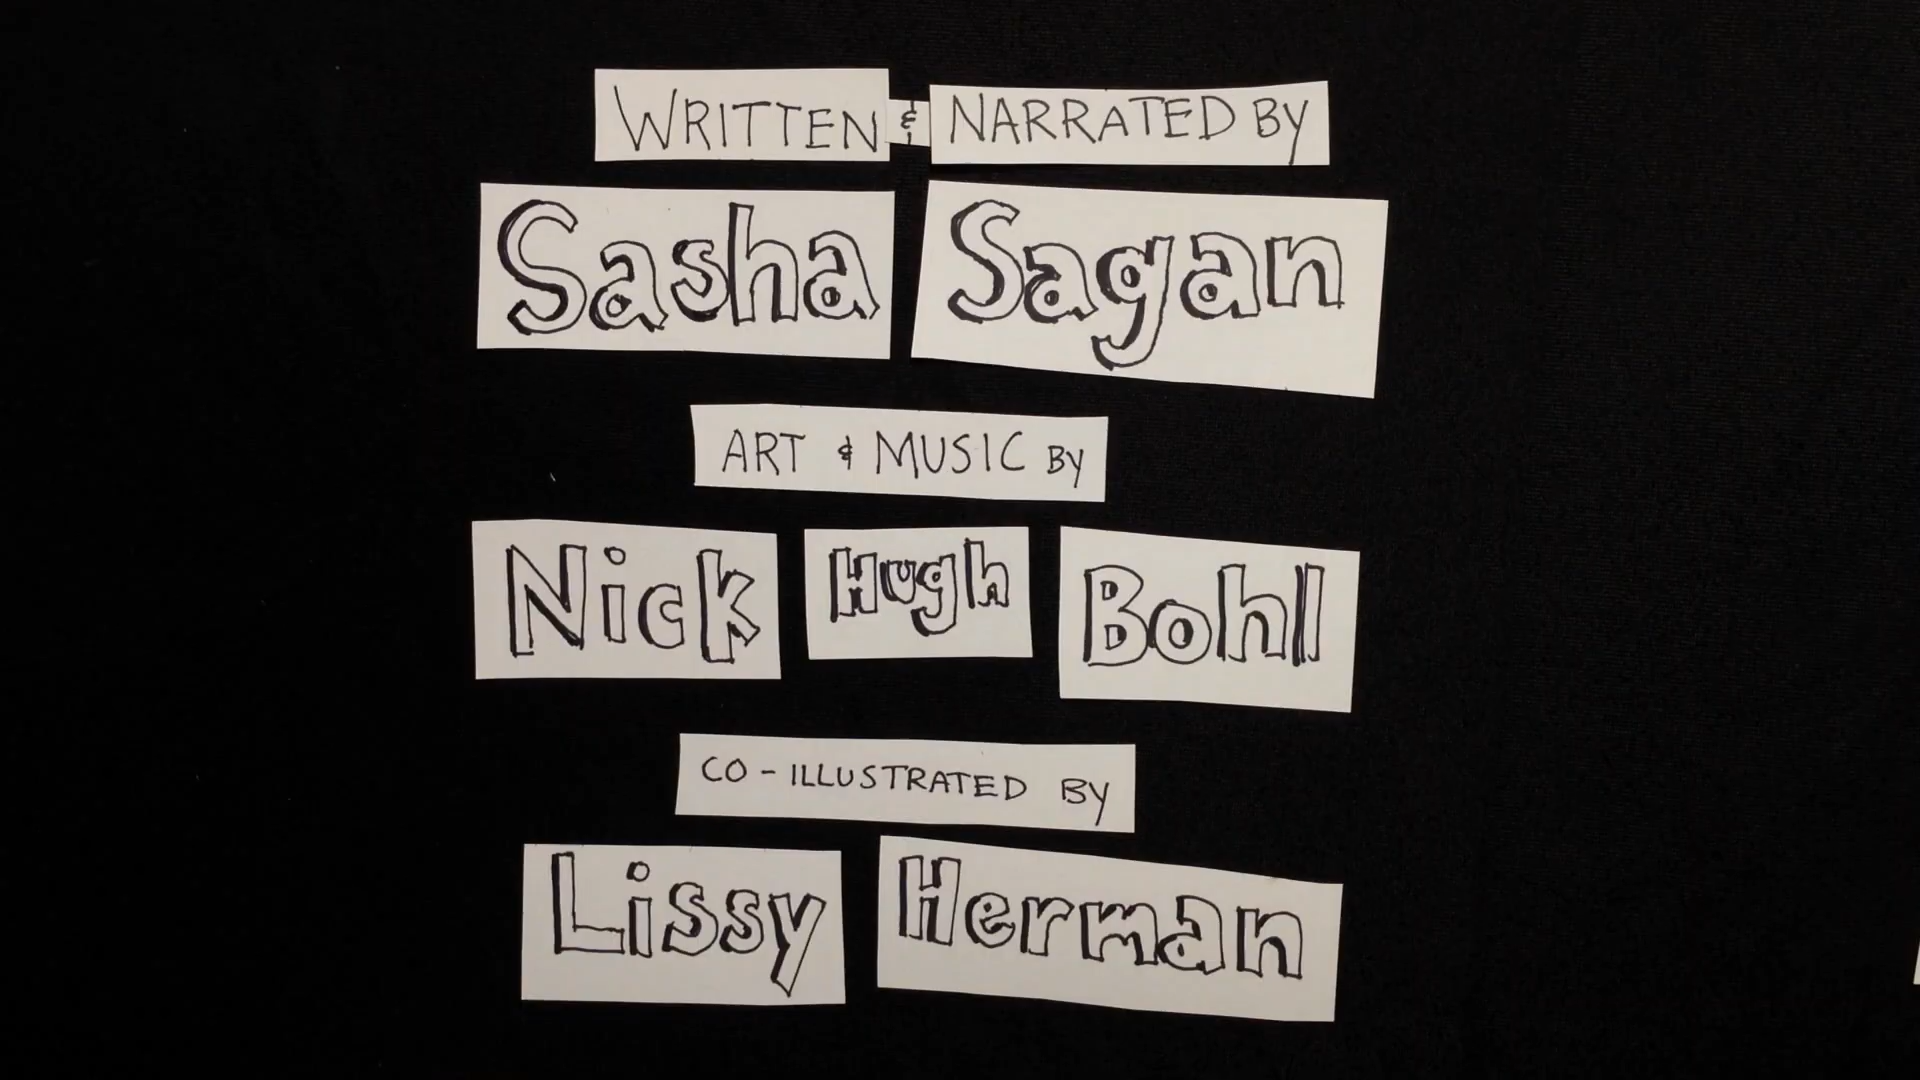 WRITTEN & NARRATED BY
Sasha Sagan
ART & MUSIC BY
Nick Hugh Bohl
CO-ILLUSTRATED BY
Lissy Herman